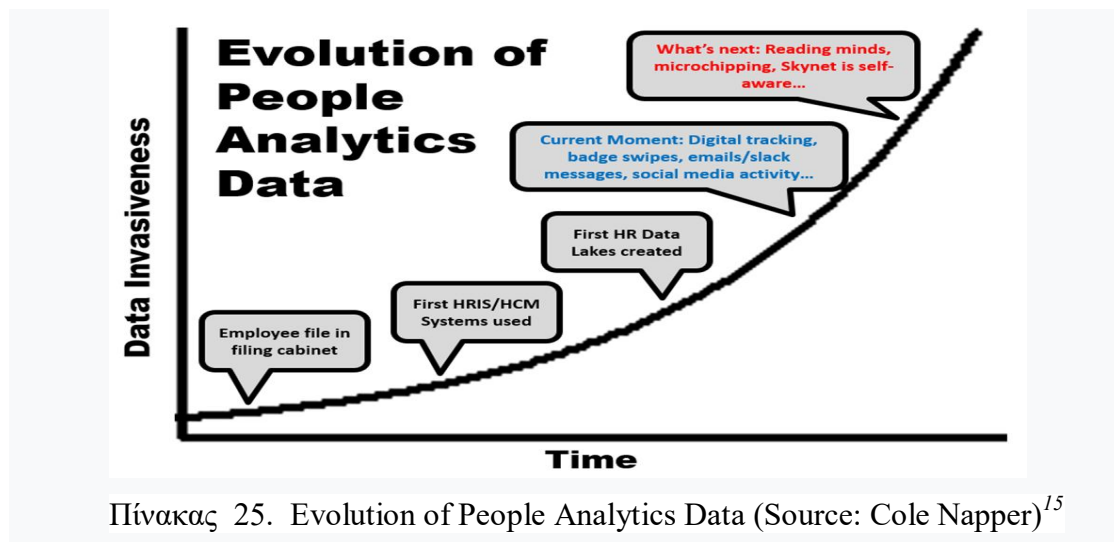 Evolution of
People
Analytics
Data
What's next: Reading minds,
microchipping, Skynet is self-
aware...
Current Moment: Digital tracking,
badge swipes, emails/slack
messages, social media activity...
First HR Data
Lakes created
First HRIS/HCM
Systems used
Employee file in
filing cabinet
Data Invasiveness
Time
Πίνακας 25. Evolution of People Analytics Data (Source: Cole Napper)15